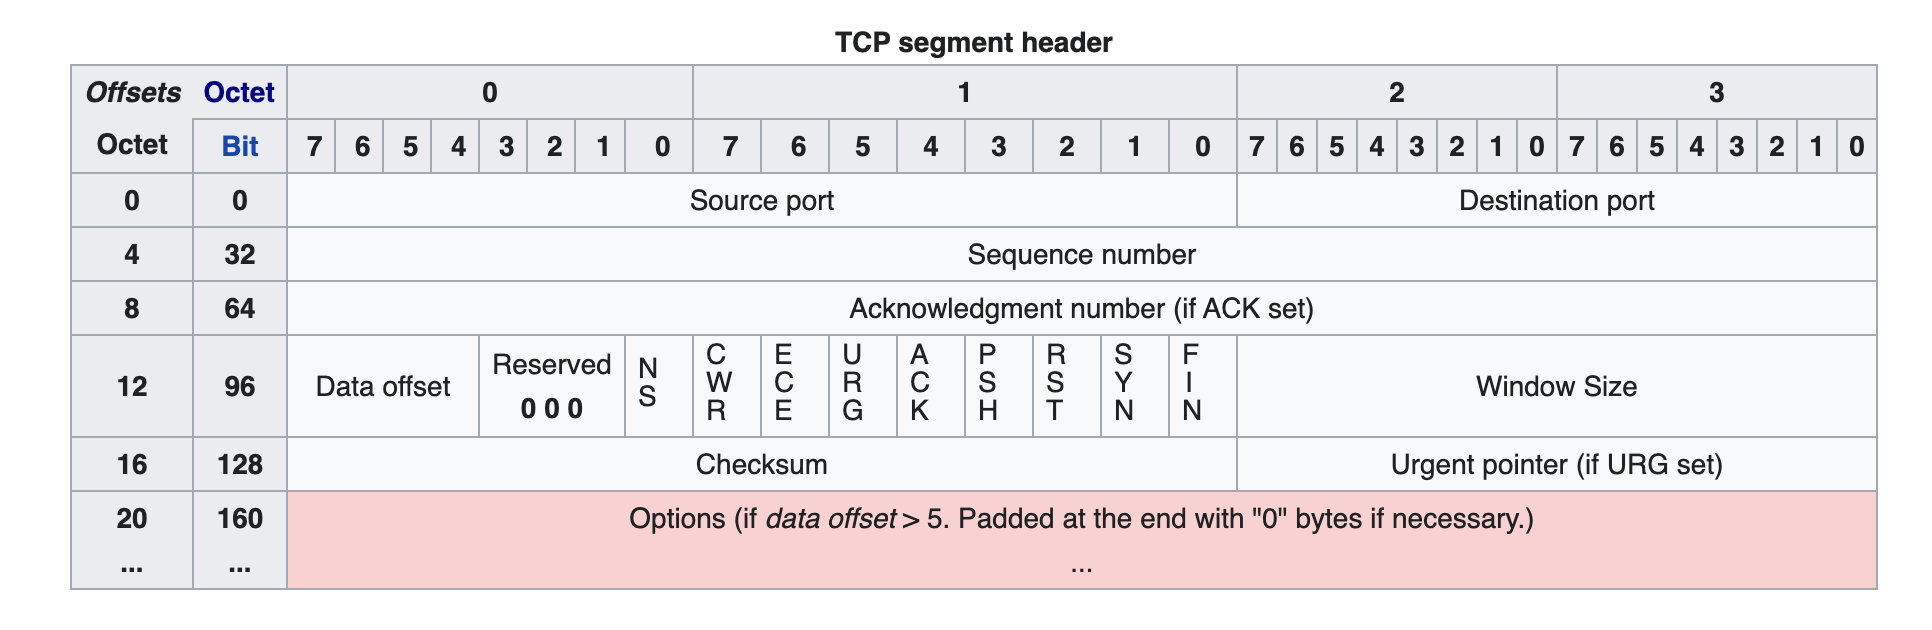 TCP segment header
Offsets Octet 0 1 2 3
Octet Bit 7 6 5 4 3 2 1 0 7 6 5 4 3 2 1 0 7 6 5 4 3 2 1 0 7 6 5 4 3 2 1 0
0 0 Source port Destination port
4 32 Sequence number
8 64 Acknowledgment number (if ACK set)
12 96 Data offset Reserved 0 0 0 NS CWR ECE URG ACK PSH RST SYN FIN Window Size
16 128 Checksum Urgent pointer (if URG set)
20 160 Options (if data offset > 5. Padded at the end with "0" bytes if necessary.)
... ... ...